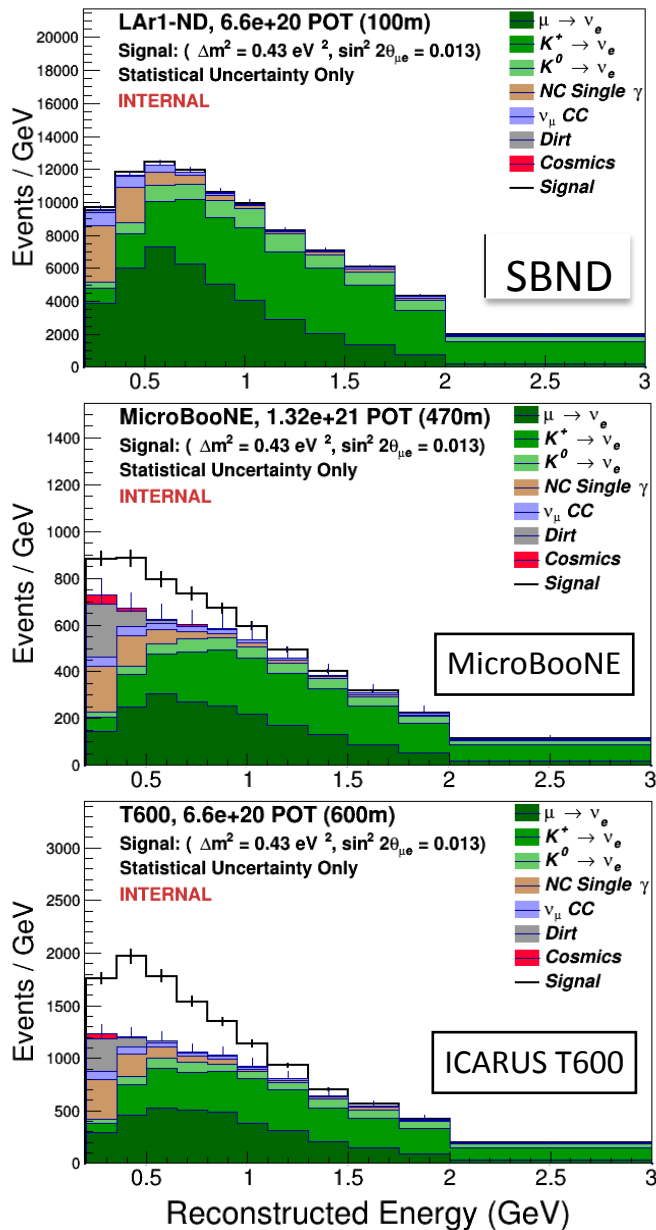 LAr1-ND, 6.6e+20 POT (100m)
Signal: ( Δm² = 0.43 eV ², sin² 2θμe = 0.013)
Statistical Uncertainty Only
INTERNAL
μ → νe
K⁺ → νe
K⁰ → νe
NC Single γ
νμ CC
Dirt
Cosmics
Signal
SBND
Events / GeV
20000
18000
16000
14000
12000
10000
8000
6000
4000
2000
0
0.5 1 1.5 2 2.5 3
MicroBooNE, 1.32e+21 POT (470m)
Signal: ( Δm² = 0.43 eV ², sin² 2θμe = 0.013)
Statistical Uncertainty Only
INTERNAL
μ → νe
K⁺ → νe
K⁰ → νe
NC Single γ
νμ CC
Dirt
Cosmics
Signal
MicroBooNE
Events / GeV
1400
1200
1000
800
600
400
200
0
0.5 1 1.5 2 2.5 3
T600, 6.6e+20 POT (600m)
Signal: ( Δm² = 0.43 eV ², sin² 2θμe = 0.013)
Statistical Uncertainty Only
INTERNAL
μ → νe
K⁺ → νe
K⁰ → νe
NC Single γ
νμ CC
Dirt
Cosmics
Signal
ICARUS T600
Events / GeV
3000
2500
2000
1500
1000
500
0
0.5 1 1.5 2 2.5 3
Reconstructed Energy (GeV)